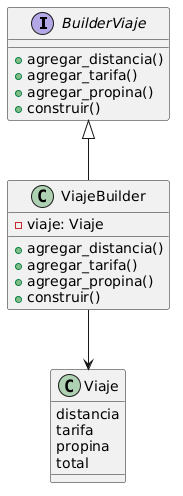 I BuilderViaje
agregar_distancia()
agregar_tarifa()
agregar_propina()
construir()
C ViajeBuilder
viaje: Viaje
agregar_distancia()
agregar_tarifa()
agregar_propina()
construir()
C Viaje
distancia
tarifa
propina
total